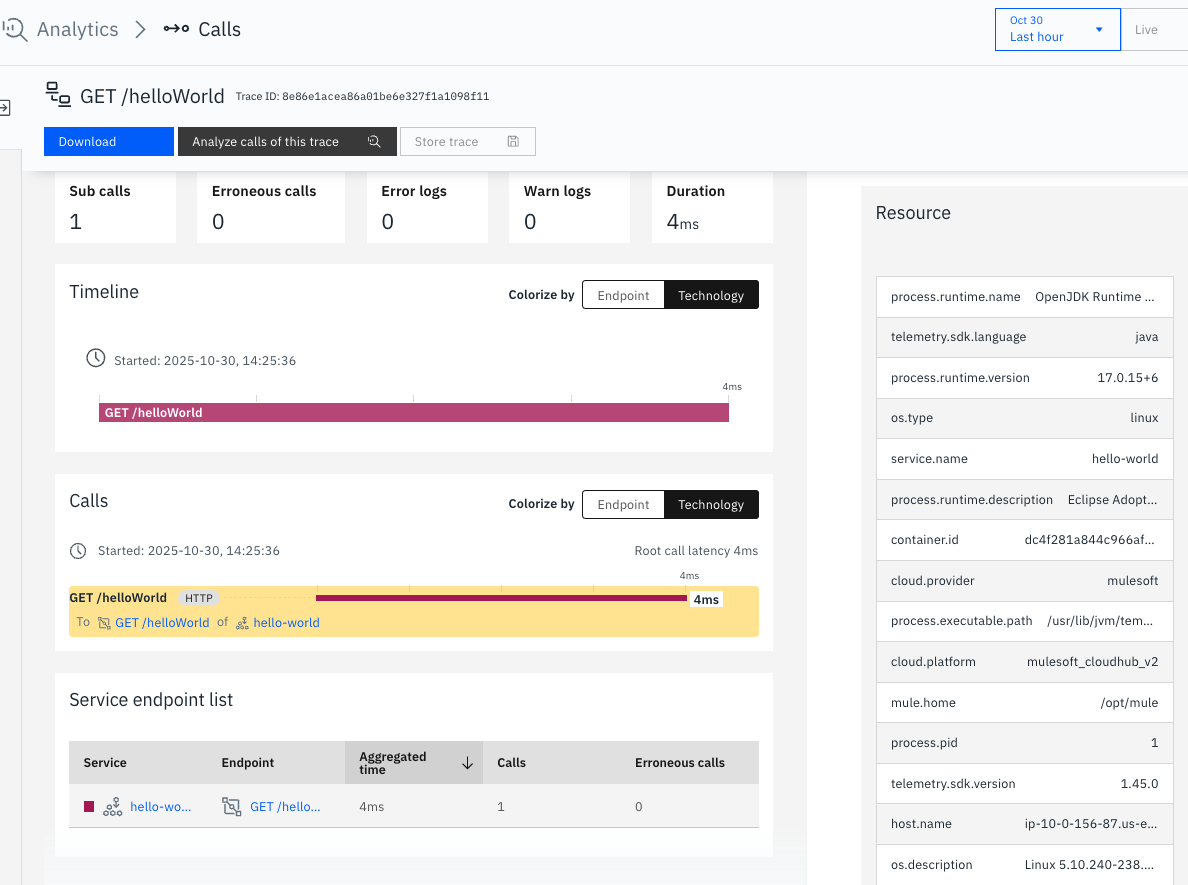 Analytics > Calls
Oct 30
Last hour
Live
GET /helloWorld Trace ID: 8e86e1acea86a01be6e327f1a1098f11
Download
Analyze calls of this trace
Store trace
Sub calls
1
Erroneous calls
0
Error logs
0
Warn logs
0
Duration
4ms
Timeline
Colorize by Endpoint Technology
Started: 2025-10-30, 14:25:36
4ms
GET /helloWorld
Calls
Colorize by Endpoint Technology
Started: 2025-10-30, 14:25:36
Root call latency 4ms
4ms
GET /helloWorld HTTP 4ms
To GET /helloWorld of hello-world
Service endpoint list
Service Endpoint Aggregated time Calls Erroneous calls
hello-wo... GET /hello... 4ms 1 0
Resource
process.runtime.name OpenJDK Runtime ...
telemetry.sdk.language java
process.runtime.version 17.0.15+6
os.type linux
service.name hello-world
process.runtime.description Eclipse Adopt...
container.id dc4f281a844c966af...
cloud.provider mulesoft
process.executable.path /usr/lib/jvm/tem...
cloud.platform mulesoft_cloudhub_v2
mule.home /opt/mule
process.pid 1
telemetry.sdk.version 1.45.0
host.name ip-10-0-156-87.us-e...
os.description Linux 5.10.240-238....